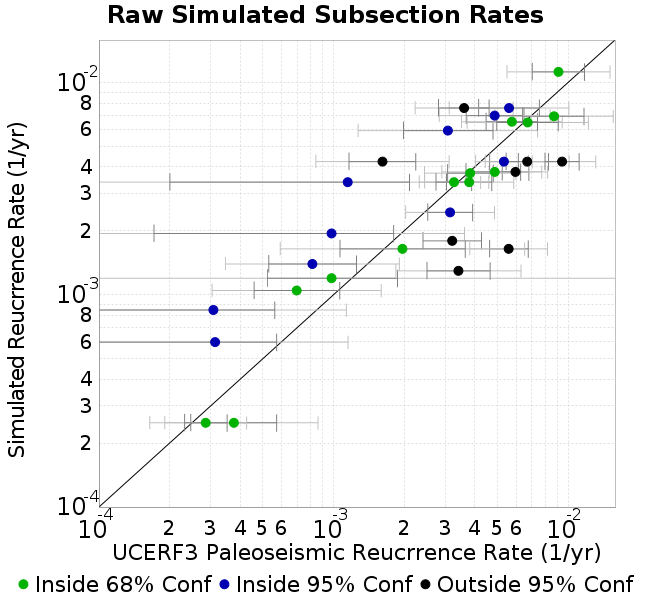 Raw Simulated Subsection Rates
Simulated Reucrrence Rate (1/yr)
10-2
8
6
4
3
2
10-3
8
6
4
3
2
10-4
10-4 2 3 4 5 6 10-3 2 3 4 5 6 10-2
UCERF3 Paleoseismic Reucrrence Rate (1/yr)
Inside 68% Conf Inside 95% Conf Outside 95% Conf